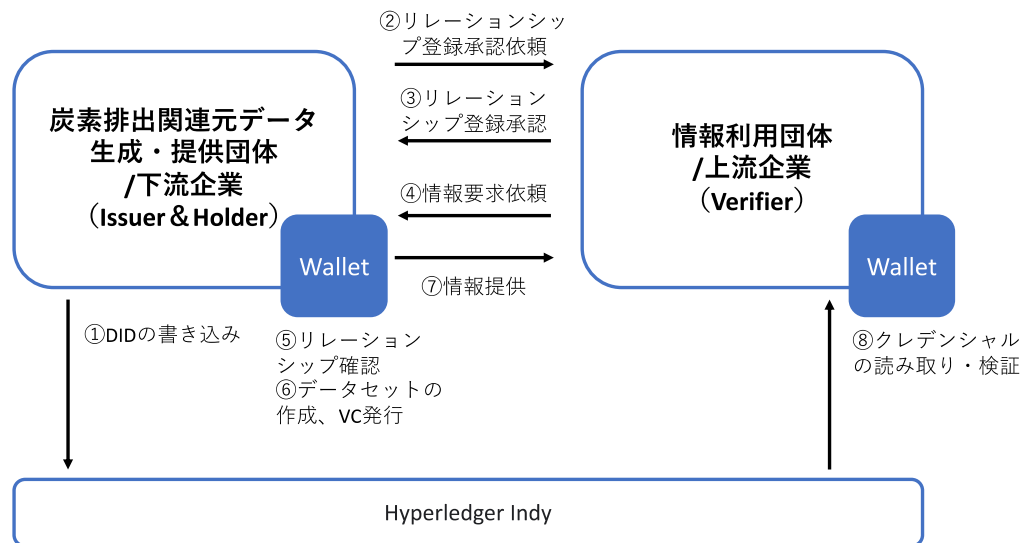 ②リレーションシッ
プ登録承認依頼
炭素排出関連元データ
生成・提供団体
/下流企業
（Issuer＆Holder）
Wallet
③リレーション
シップ登録承認
④情報要求依頼
⑦情報提供
情報利用団体
/上流企業
（Verifier）
Wallet
①DIDの書き込み
⑤リレーション
シップ確認
⑥データセットの
作成、VC発行
⑧クレデンシャル
の読み取り・検証
Hyperledger Indy